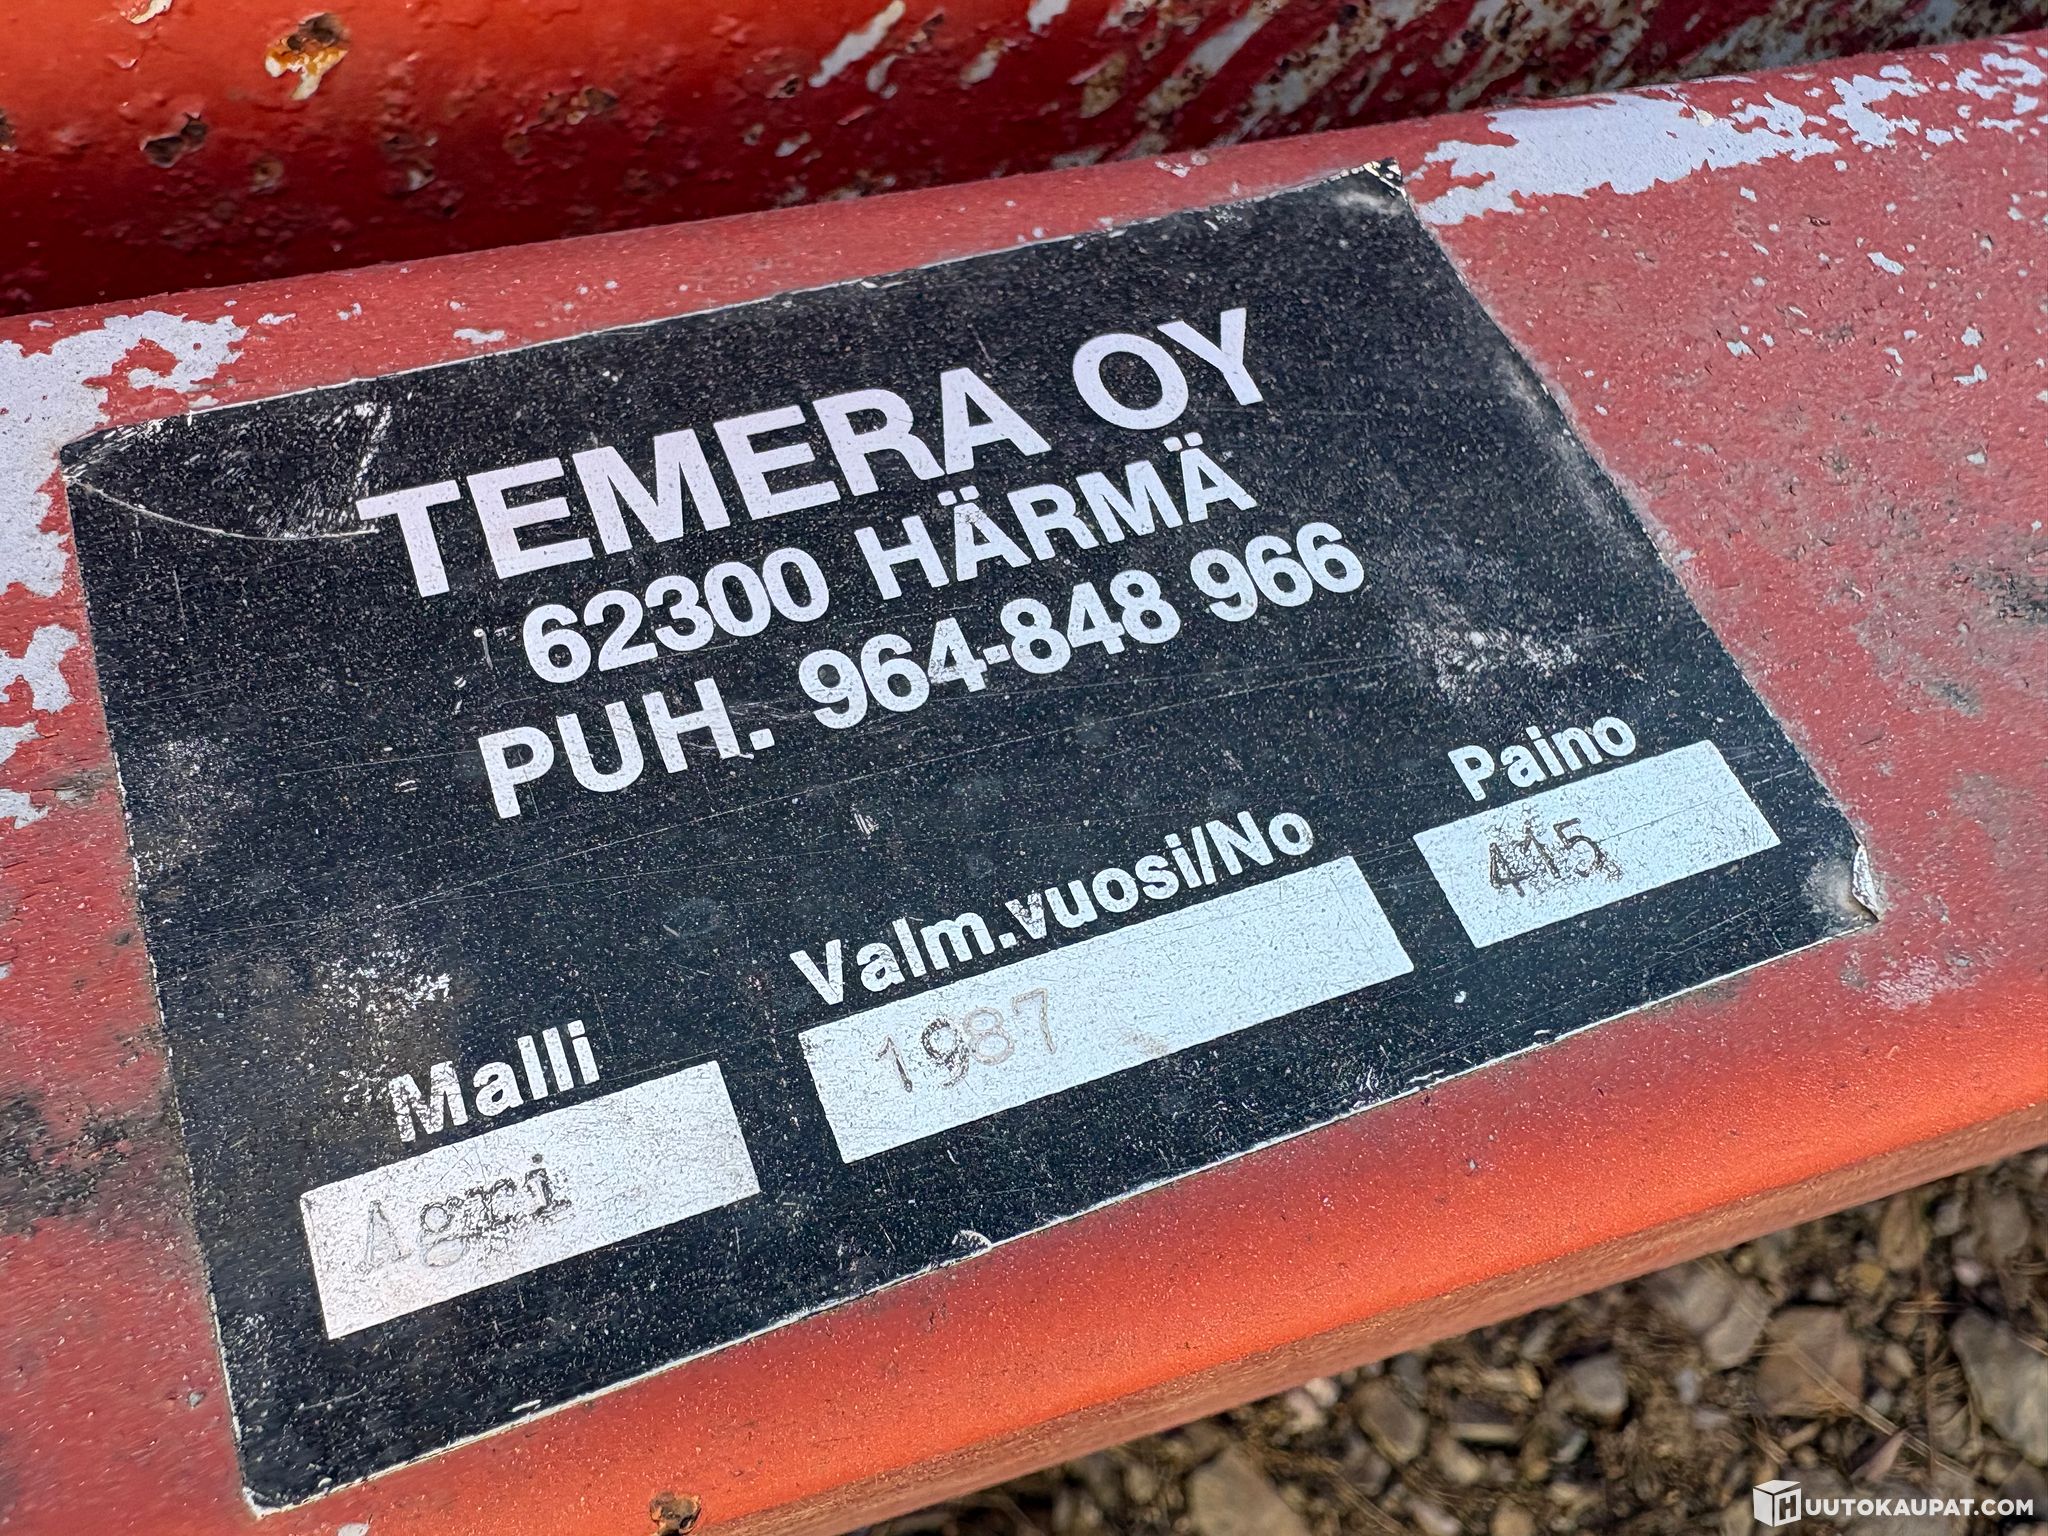 TEMERA OY
62300 HÄRMÄ
PUH. 964-848 966
Malli
Valm.vuosi/No
Paino
Agri
1987
415
HUUTOKAUPAT.COM